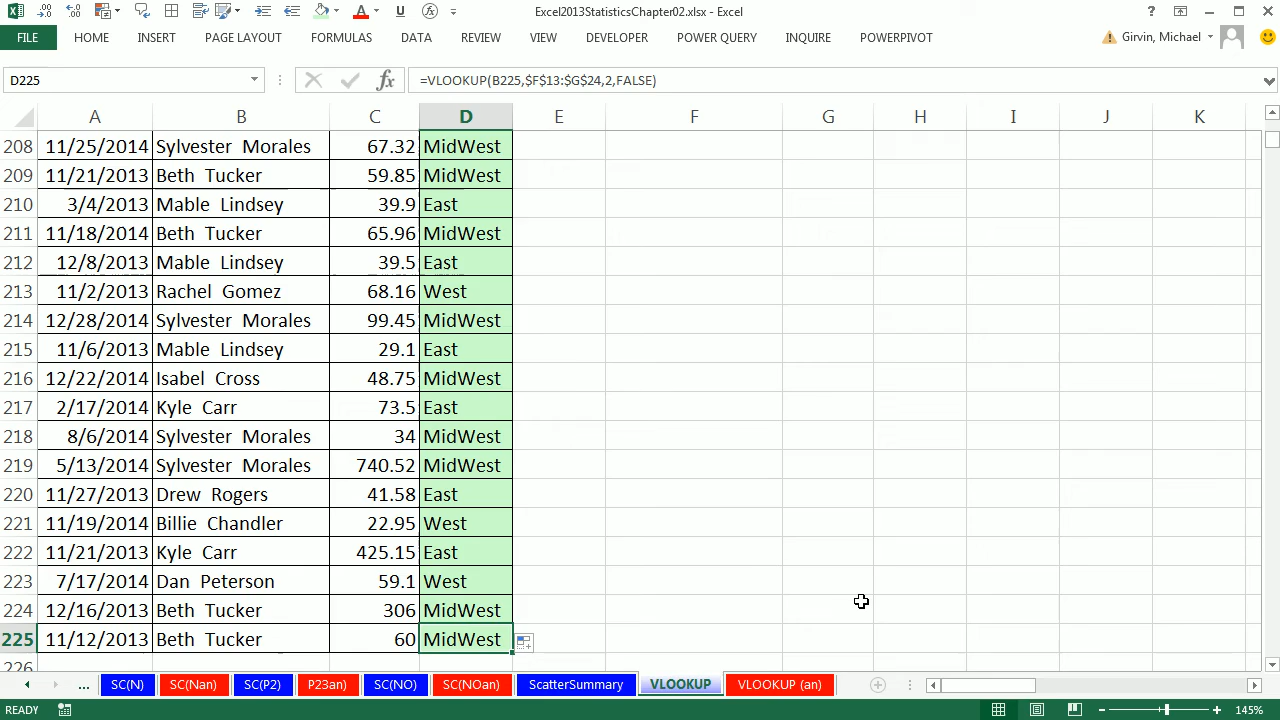 Excel2013StatisticsChapter02.xlsx - Excel
FILE HOME INSERT PAGE LAYOUT FORMULAS DATA REVIEW VIEW DEVELOPER POWER QUERY INQUIRE POWERPIVOT Girvin, Michael
D225 fx =VLOOKUP(B225,$F$13:$G$24,2,FALSE)
A B C D E F G H I J K
208 11/25/2014 Sylvester Morales 67.32 MidWest
209 11/21/2013 Beth Tucker 59.85 MidWest
210 3/4/2013 Mable Lindsey 39.9 East
211 11/18/2014 Beth Tucker 65.96 MidWest
212 12/8/2013 Mable Lindsey 39.5 East
213 11/2/2013 Rachel Gomez 68.16 West
214 12/28/2014 Sylvester Morales 99.45 MidWest
215 11/6/2013 Mable Lindsey 29.1 East
216 12/22/2014 Isabel Cross 48.75 MidWest
217 2/17/2014 Kyle Carr 73.5 East
218 8/6/2014 Sylvester Morales 34 MidWest
219 5/13/2014 Sylvester Morales 740.52 MidWest
220 11/27/2013 Drew Rogers 41.58 East
221 11/19/2014 Billie Chandler 22.95 West
222 11/21/2013 Kyle Carr 425.15 East
223 7/17/2014 Dan Peterson 59.1 West
224 12/16/2013 Beth Tucker 306 MidWest
225 11/12/2013 Beth Tucker 60 MidWest
226
... SC(N) SC(Nan) SC(P2) P23an) SC(NO) SC(NOan) ScatterSummary VLOOKUP VLOOKUP (an)
READY 145%